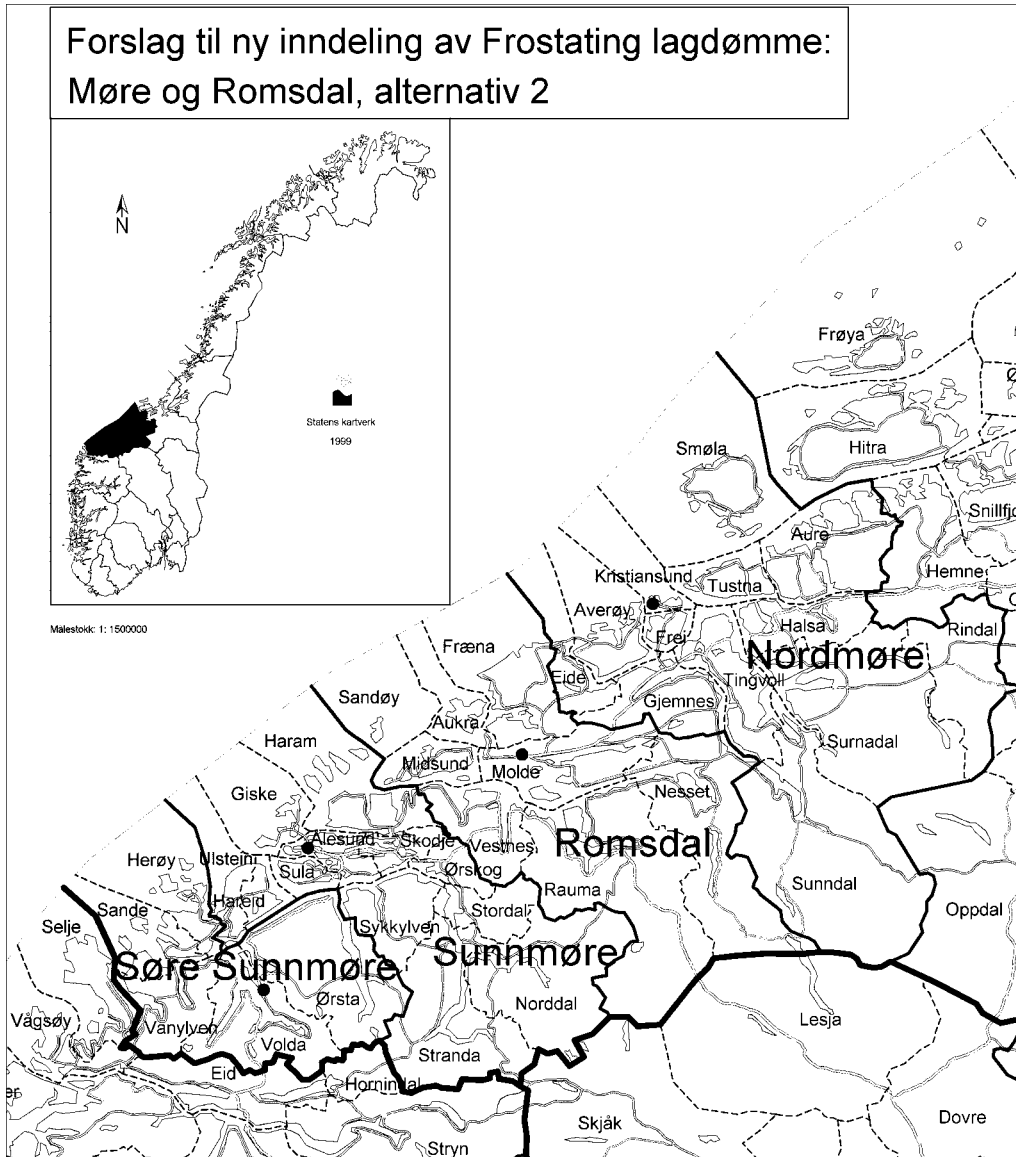 Forslag til ny inndeling av Frostating lagdømme:
Møre og Romsdal, alternativ 2
N
Statens kartverk
1999
Målestokk: 1: 1500000
Frøya
Hitra
Smøla
Snillfjo
Aure
Hemne
Kristiansund
Tustna
Averøy
Halsa
Rindal
Frei
Nordmøre
Fræna
Eide
Tingvoll
Gjemnes
Sandøy
Aukra
Surnadal
Haram
Midsund
Molde
Nesset
Giske
Ålesund
Skodje
Vestnes
Romsdal
Herøy
Ulstein
Sula
Ørskog
Rauma
Sunndal
Hareid
Sande
Stordal
Oppdal
Selje
Sykkylven
Søre Sunnmøre
Sunnmøre
Ørsta
Norddal
Lesja
Vågsøy
Vanylven
Volda
Stranda
Eid
Hornindal
Skjåk
Dovre
Stryn